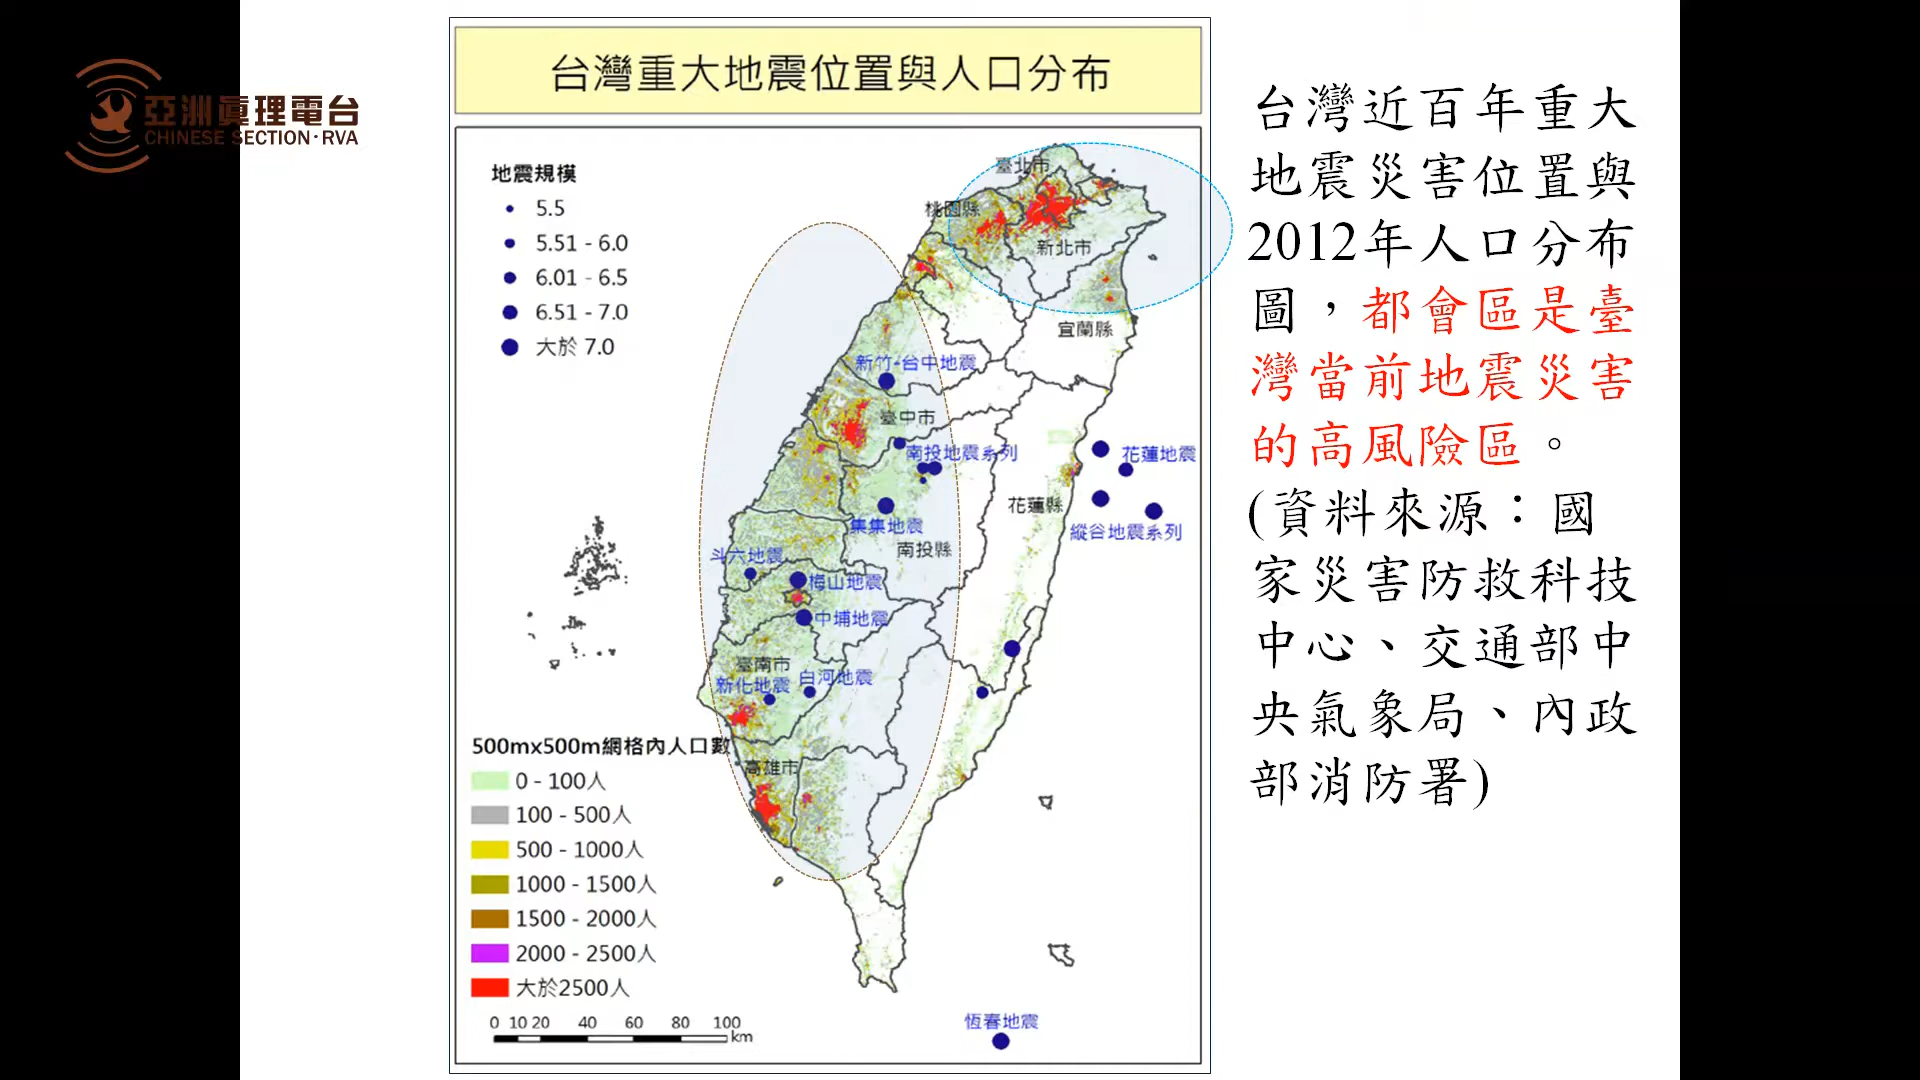 亞洲眞理電台
CHINESE SECTION·RVA
台灣重大地震位置與人口分布
地震規模
5.5
5.51 - 6.0
6.01 - 6.5
6.51 - 7.0
大於 7.0
臺北市
桃園縣
新北市
宜蘭縣
新竹-台中地震
臺中市
南投地震系列
花蓮地震
花蓮縣
集集地震
縱谷地震系列
南投縣
斗六地震
梅山地震
中埔地震
臺南市
白河地震
新化地震
高雄市
恆春地震
500mx500m網格內人口數
0 - 100人
100 - 500人
500 - 1000人
1000 - 1500人
1500 - 2000人
2000 - 2500人
大於2500人
0 10 20 40 60 80 100
km
台灣近百年重大
地震災害位置與
2012年人口分布
圖，都會區是臺
灣當前地震災害
的高風險區。
(資料來源：國
家災害防救科技
中心、交通部中
央氣象局、內政
部消防署)